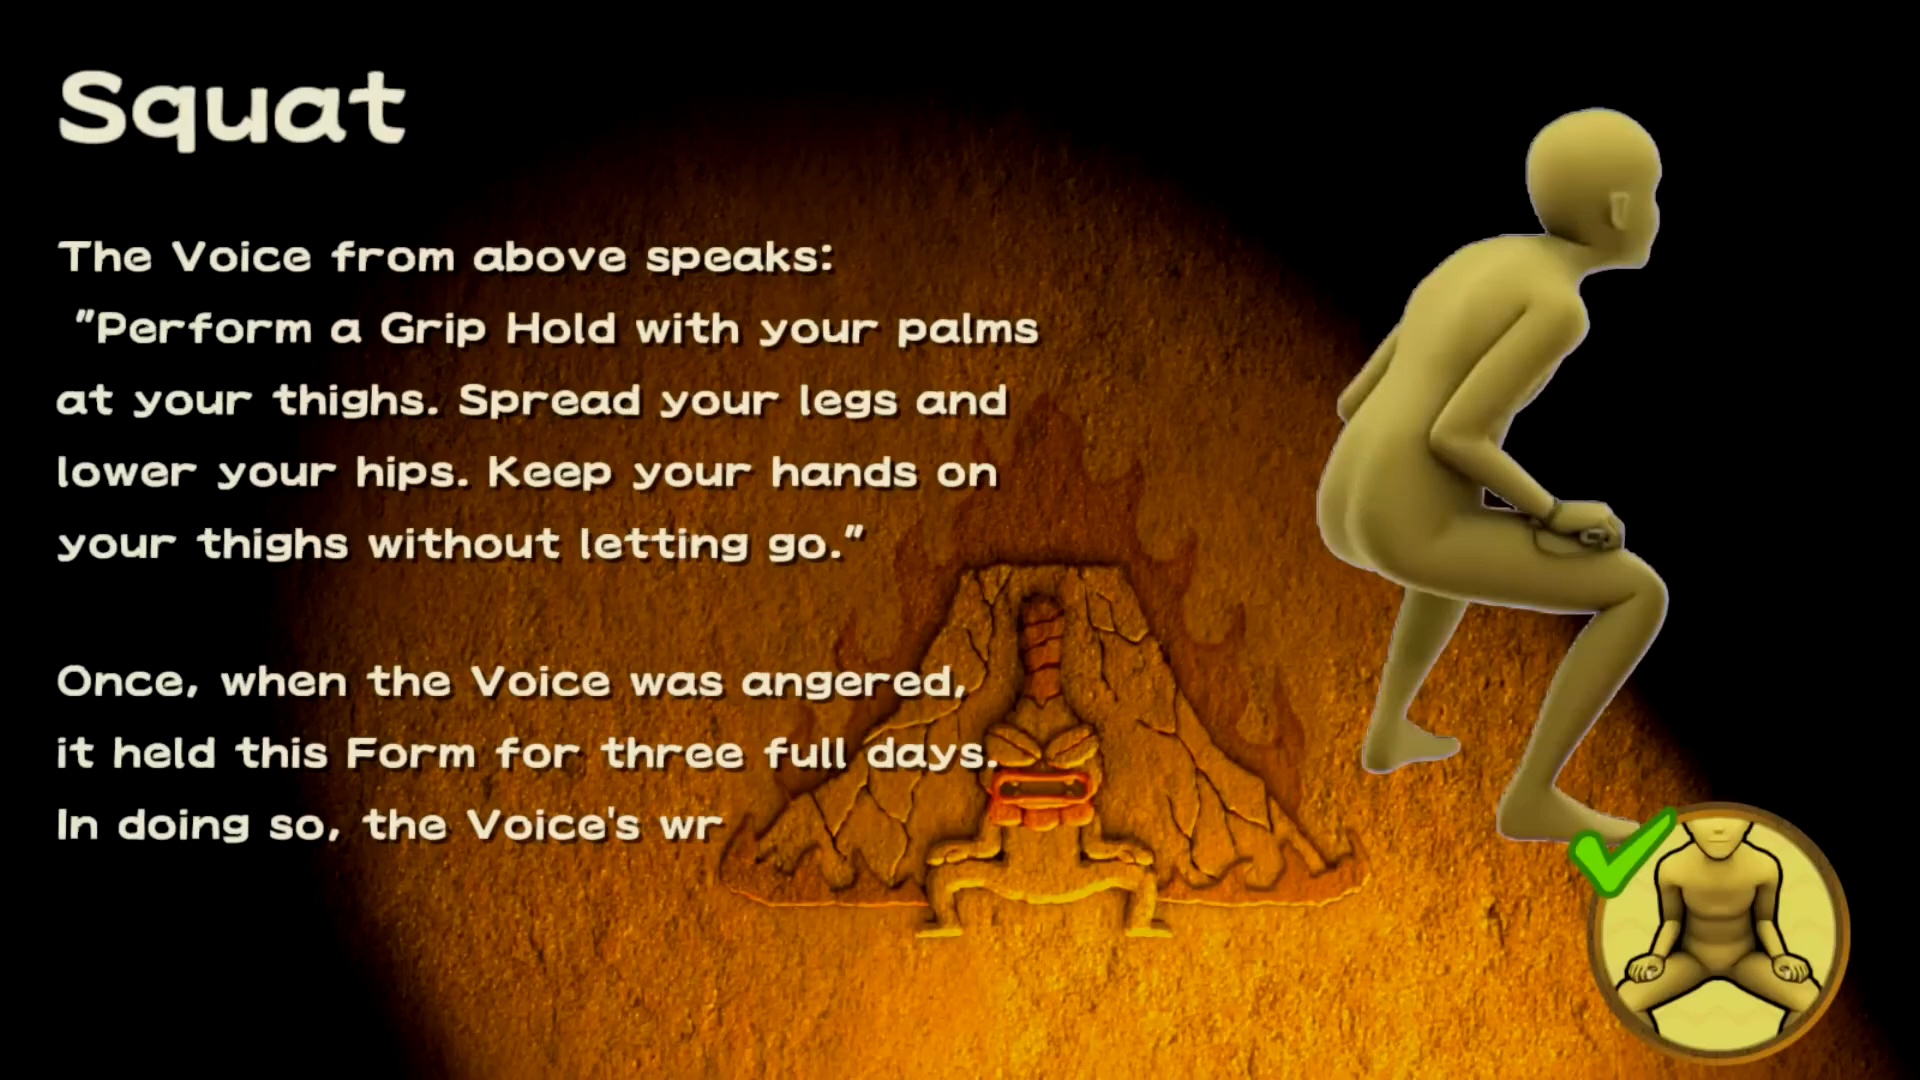 Squat
The Voice from above speaks:
"Perform a Grip Hold with your palms
at your thighs. Spread your legs and
lower your hips. Keep your hands on
your thighs without letting go."
Once, when the Voice was angered,
it held this Form for three full days.
In doing so, the Voice's wr